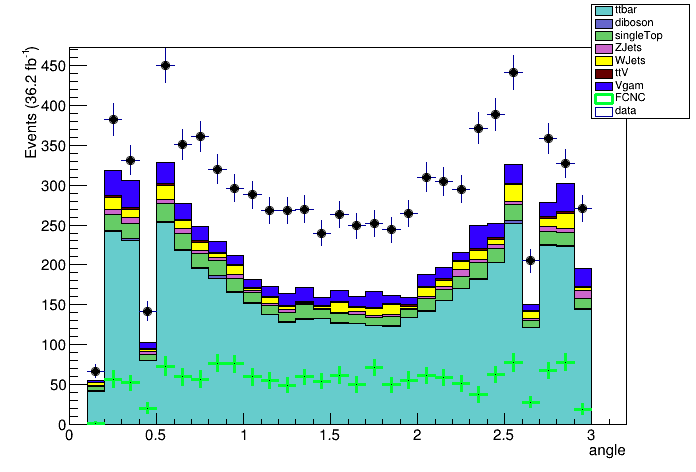 ttbar
diboson
singleTop
ZJets
WJets
ttV
Vgam
FCNC
data
Events (36.2 fb⁻¹)
450
400
350
300
250
200
150
100
50
0
0 0.5 1 1.5 2 2.5 3
angle